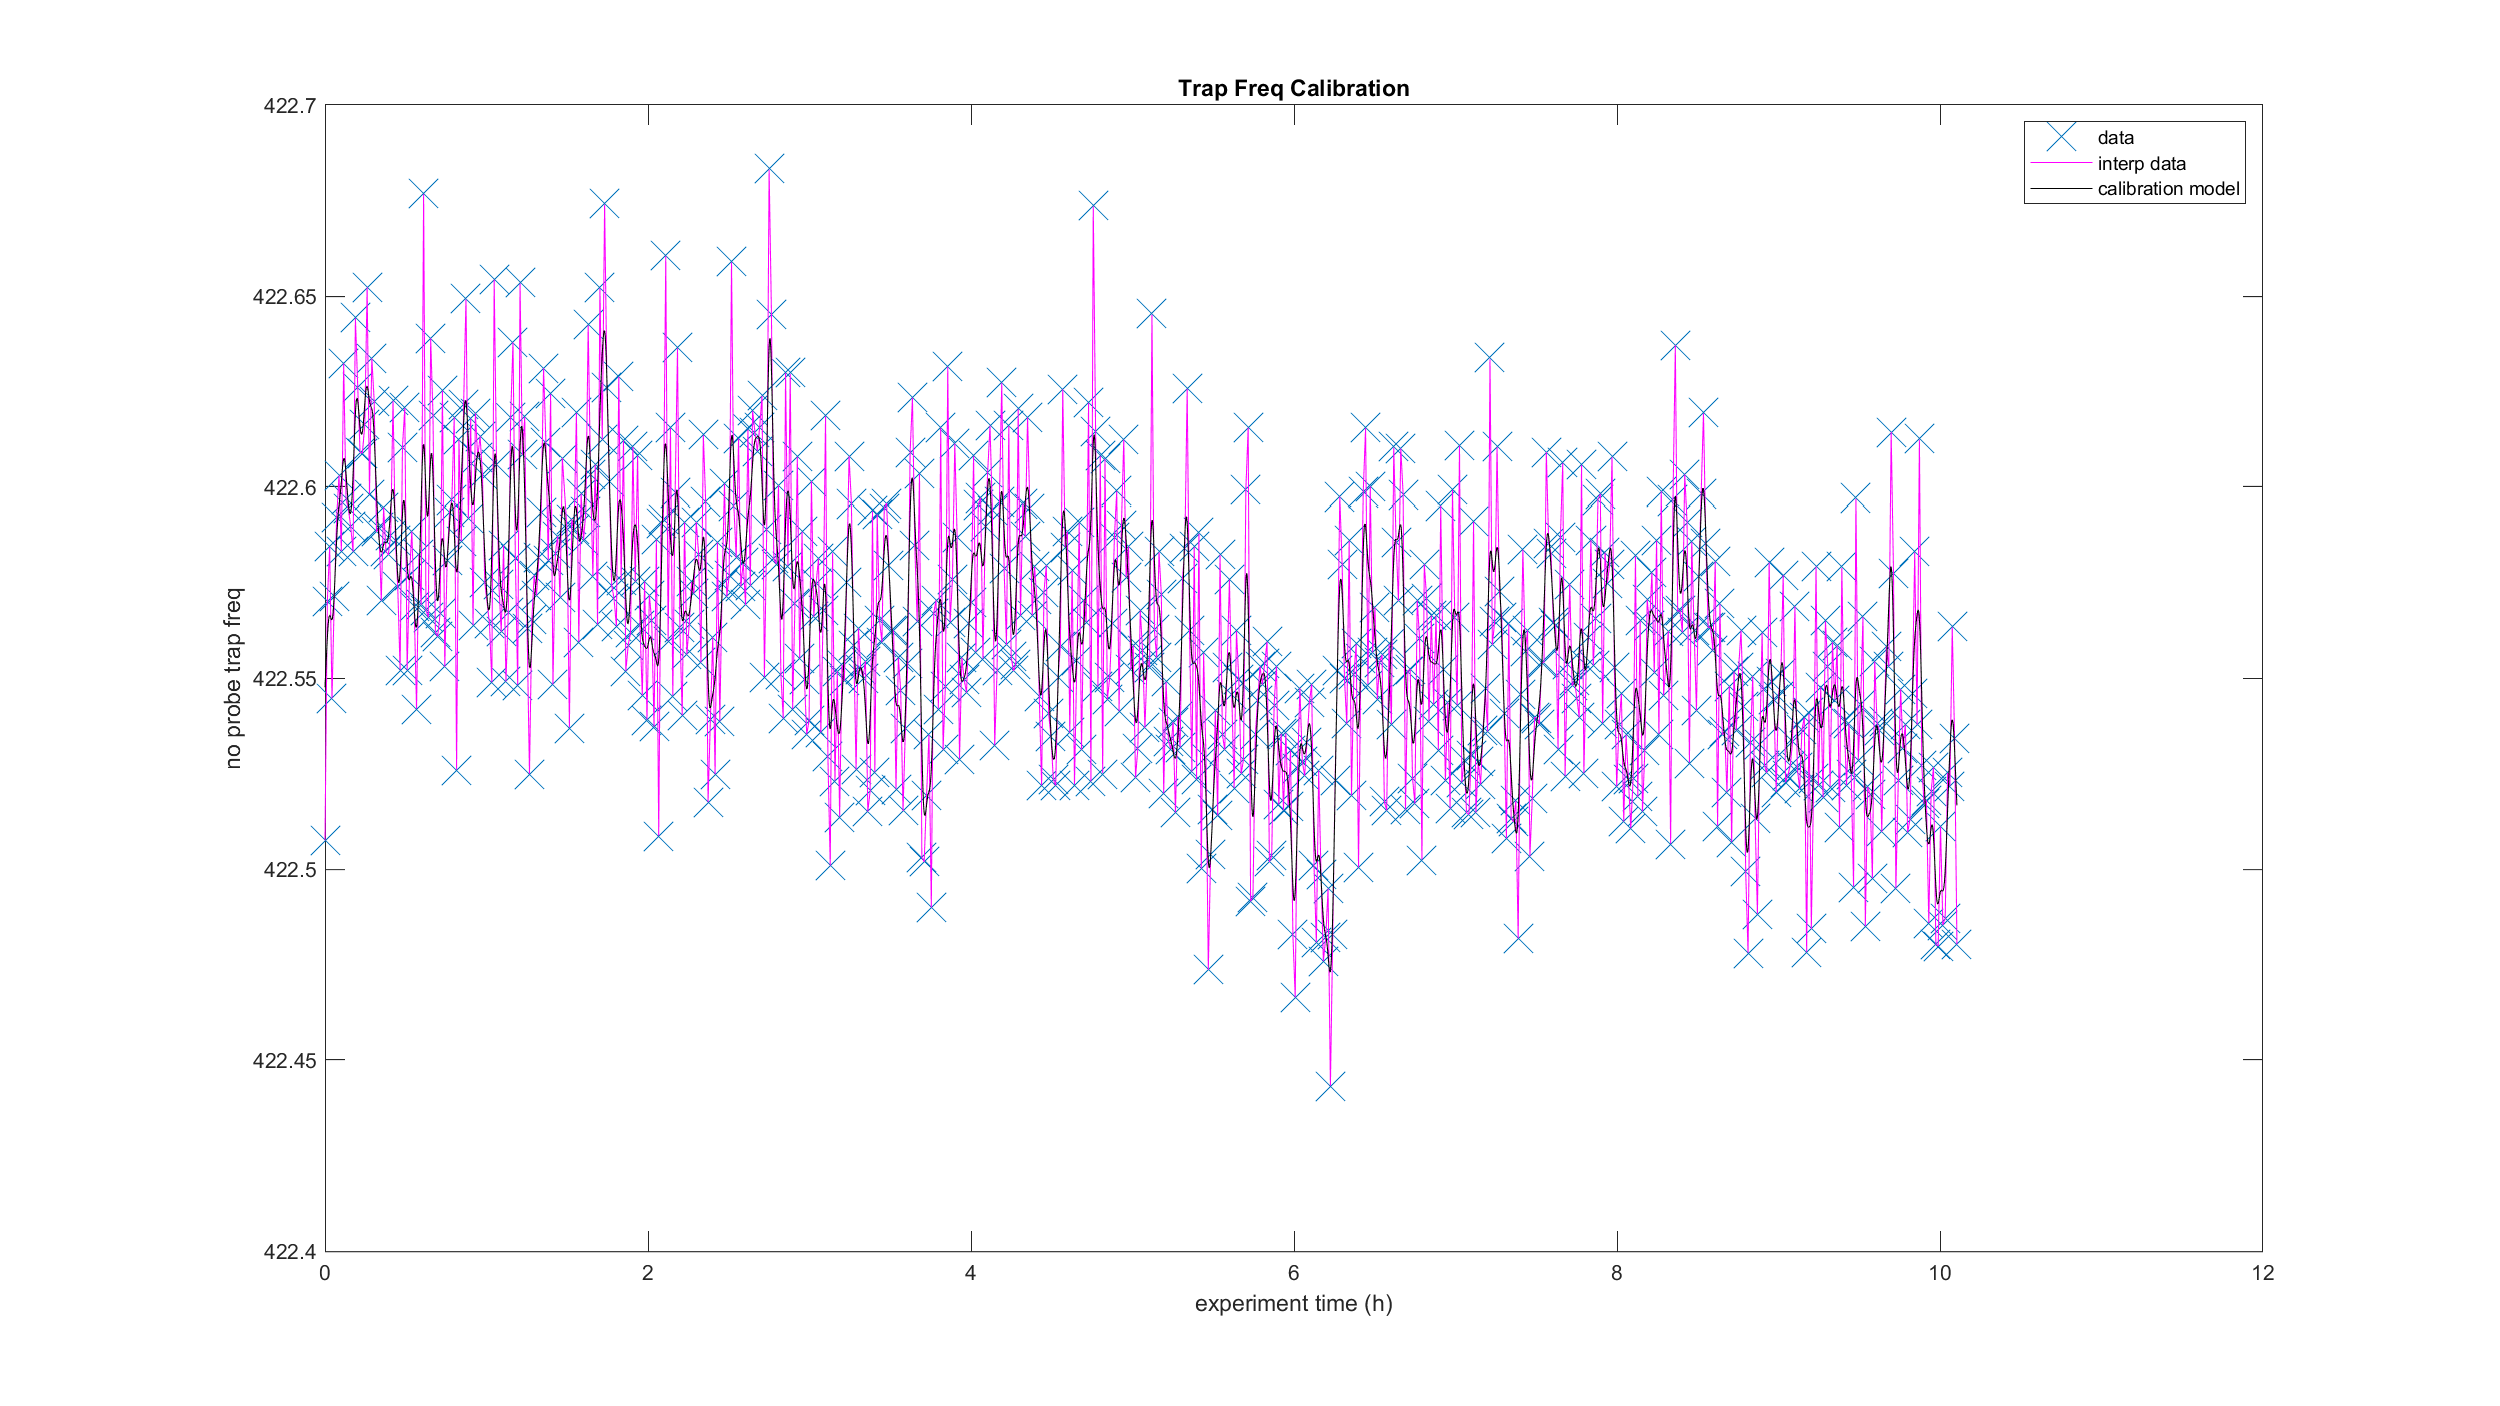 Trap Freq Calibration
data
interp data
calibration model
422.7
422.65
422.6
422.55
422.5
422.45
422.4
no probe trap freq
0 2 4 6 8 10 12
experiment time (h)